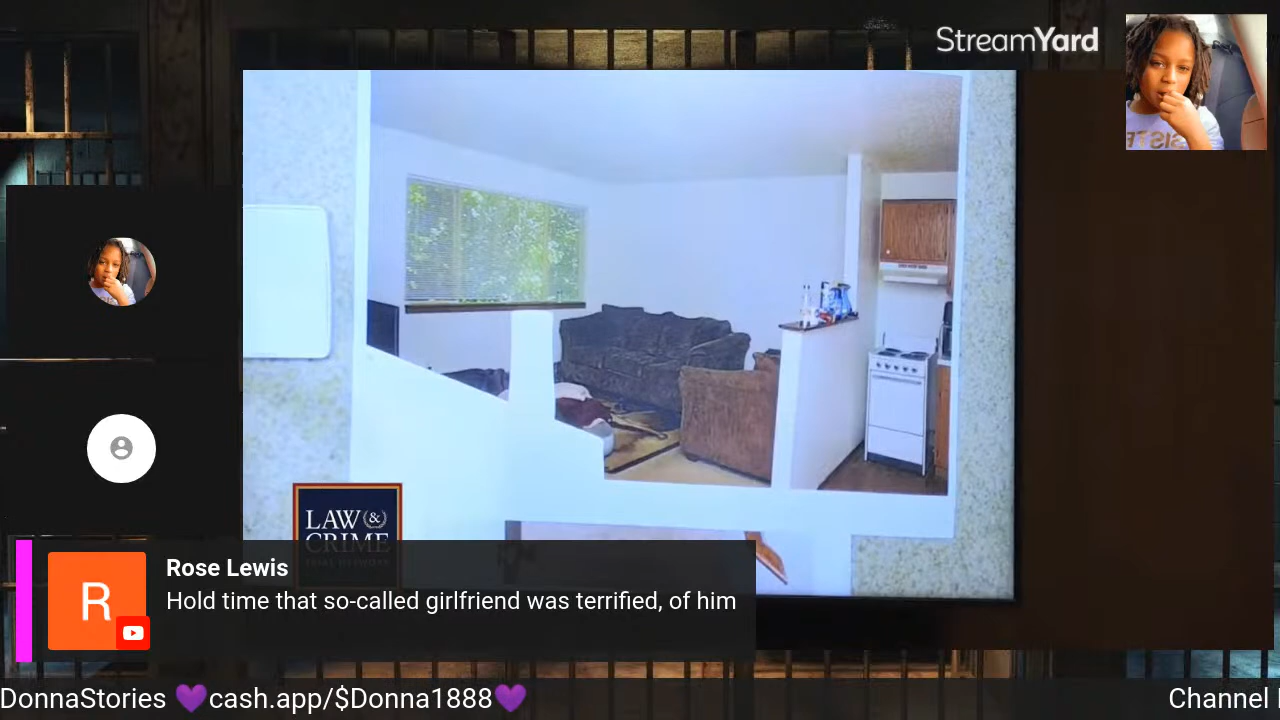 StreamYard
LAW &
CRIME
R
Rose Lewis
Hold time that so-called girlfriend was terrified, of him
DonnaStories 💜cash.app/$Donna1888💜
Channel